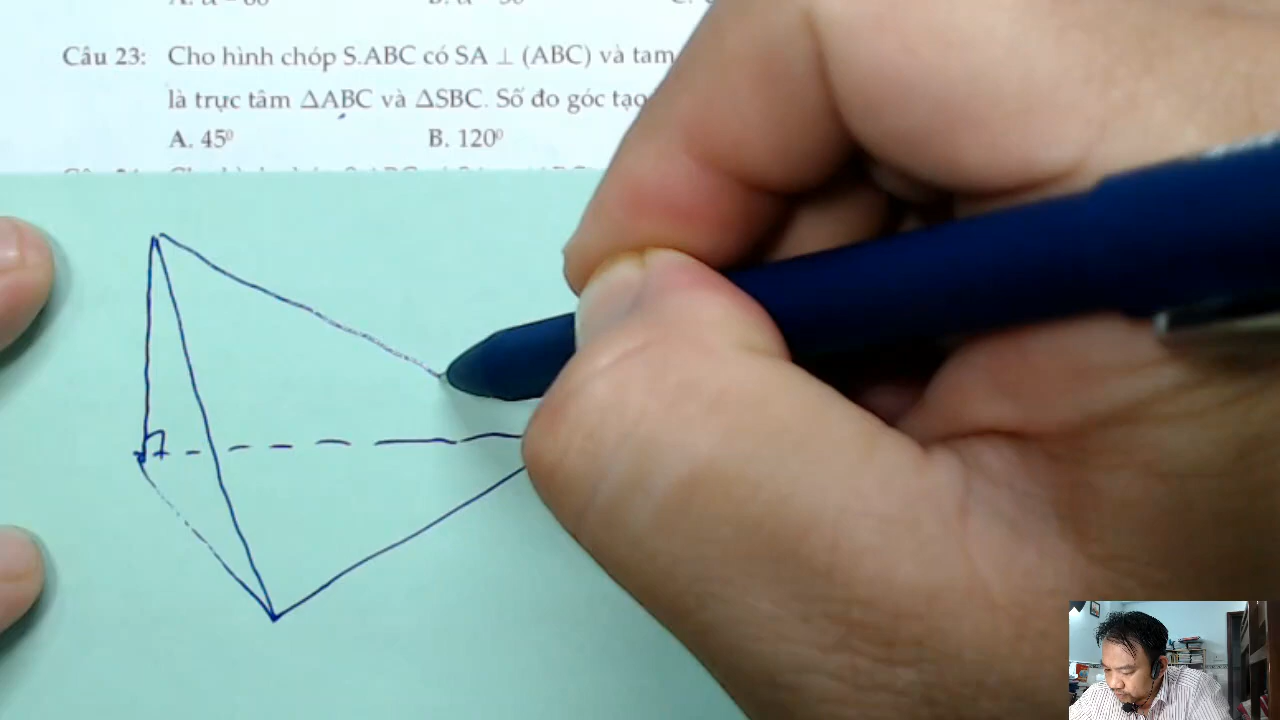 Câu 23: Cho hình chóp S.ABC có SA ⊥ (ABC) và tam
là trực tâm ΔABC và ΔSBC. Số đo góc tạo
A. 45⁰ B. 120⁰